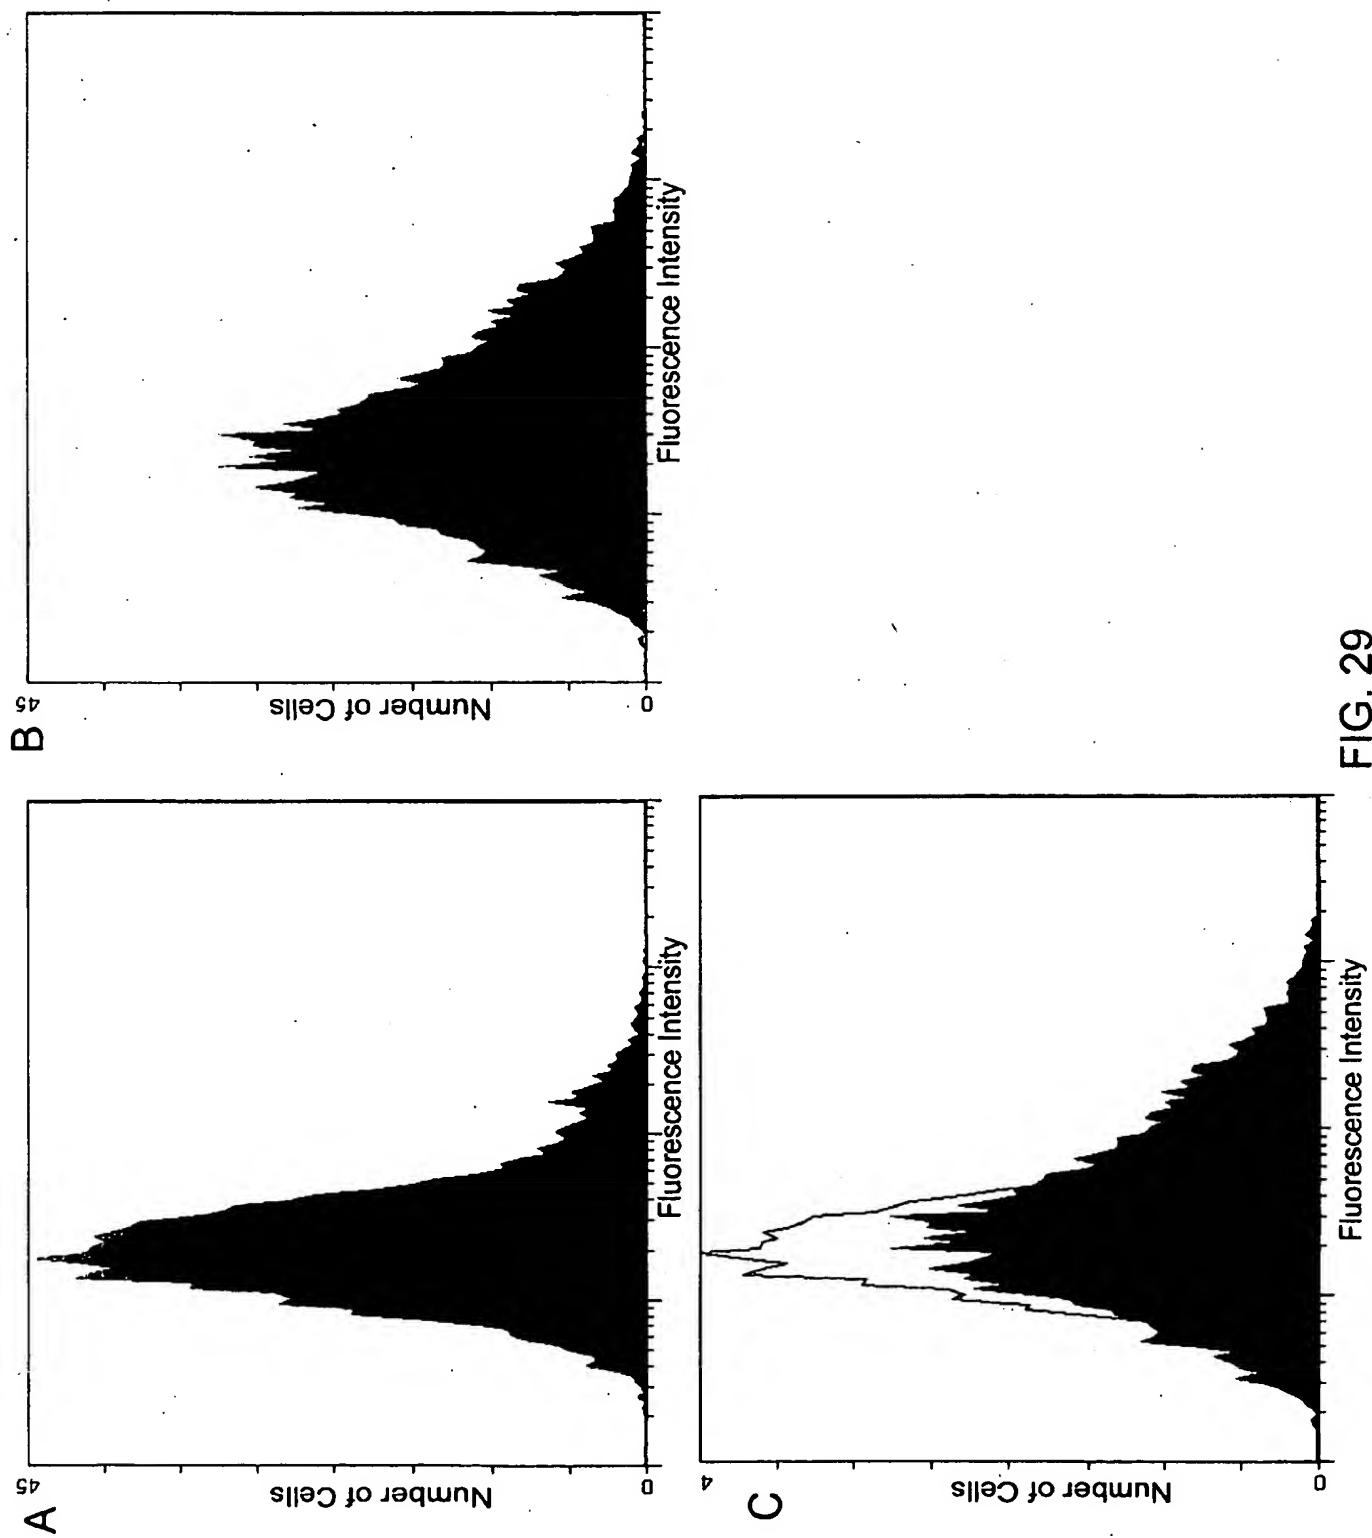 A
45
Number of Cells
0
Fluorescence Intensity
B
45
Number of Cells
0
Fluorescence Intensity
C
4
Number of Cells
0
Fluorescence Intensity
FIG. 29